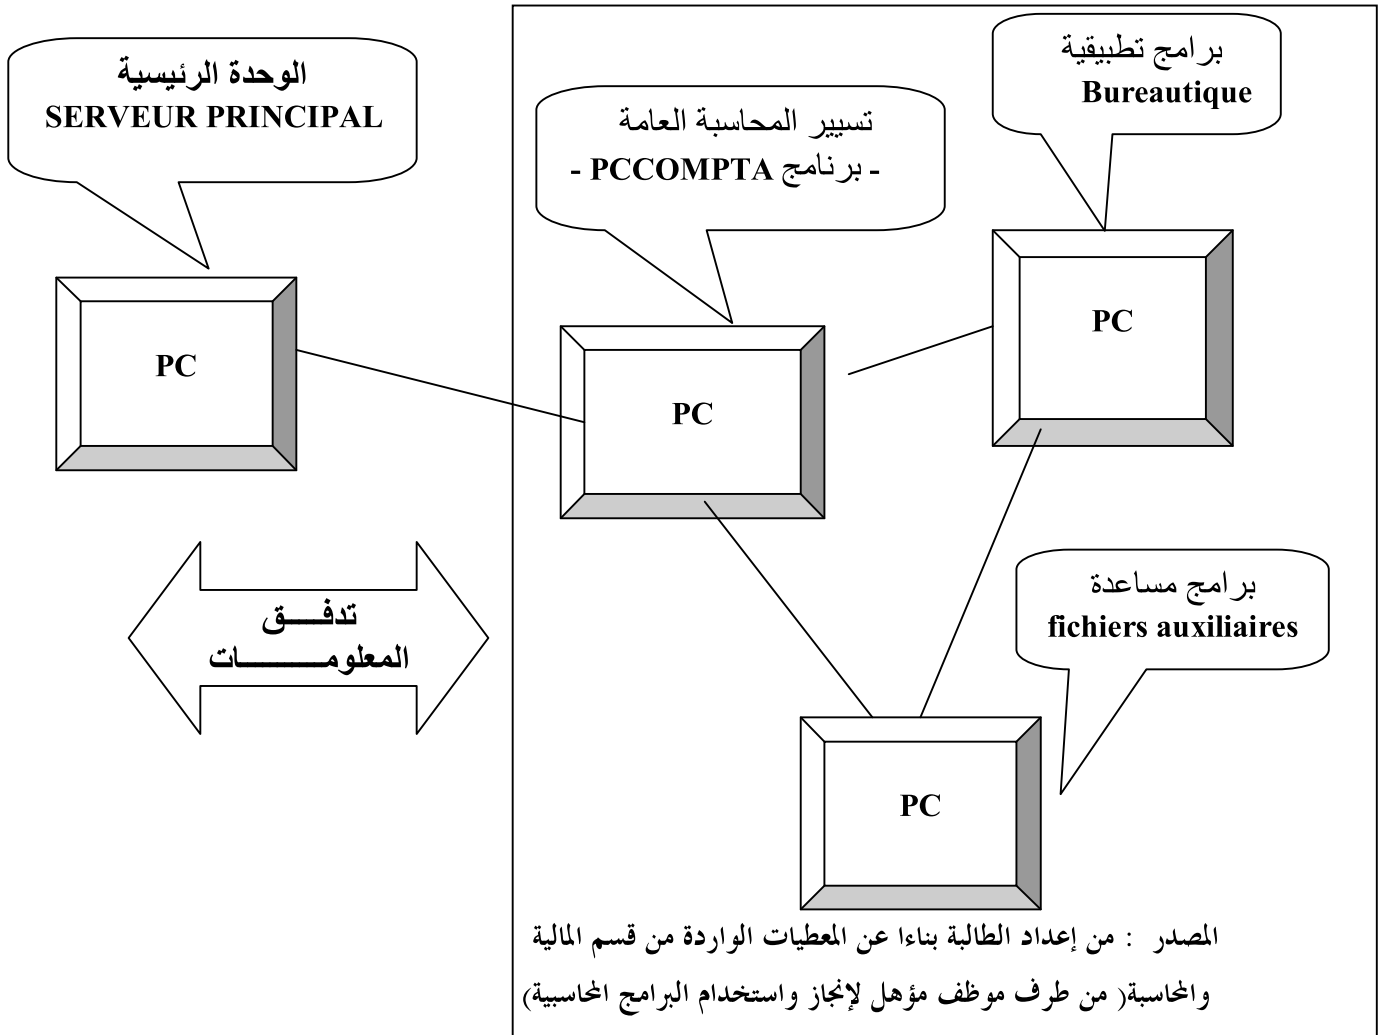 الوحدة الرئيسية
SERVEUR PRINCIPAL
تسيير المحاسبة العامة
- برنامج PCCOMPTA -
برامج تطبيقية
Bureautique
PC
PC
PC
تدفــــق
المعلومــــــــــات
برامج مساعدة
fichiers auxiliaires
PC
المصدر : من إعداد الطالبة بناءا عن المعطيات الواردة من قسم المالية
والمحاسبة( من طرف موظف مؤهل لإنجاز واستخدام البرامج المحاسبية)